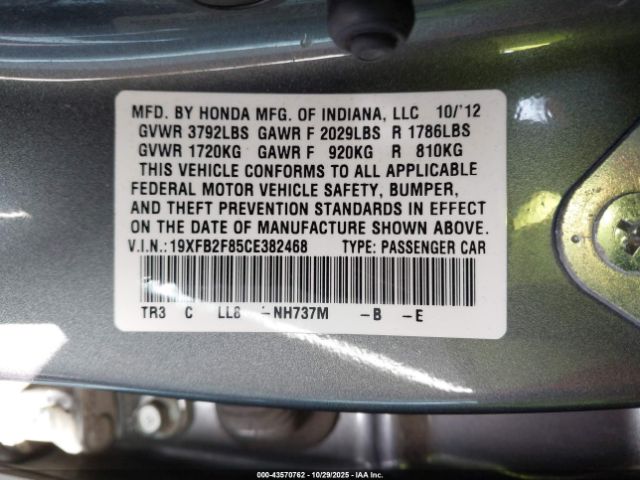 MFD. BY HONDA MFG. OF INDIANA, LLC 10/'12
GVWR 3792LBS GAWR F 2029LBS R 1786LBS
GVWR 1720KG GAWR F 920KG R 810KG
THIS VEHICLE CONFORMS TO ALL APPLICABLE
FEDERAL MOTOR VEHICLE SAFETY, BUMPER,
AND THEFT PREVENTION STANDARDS IN EFFECT
ON THE DATE OF MANUFACTURE SHOWN ABOVE.
V.I.N.:19XFB2F85CE382468 TYPE: PASSENGER CAR
TR3 C LL8 -NH737M -B -E
000-43570762 10/29/2025 IAA, Inc.